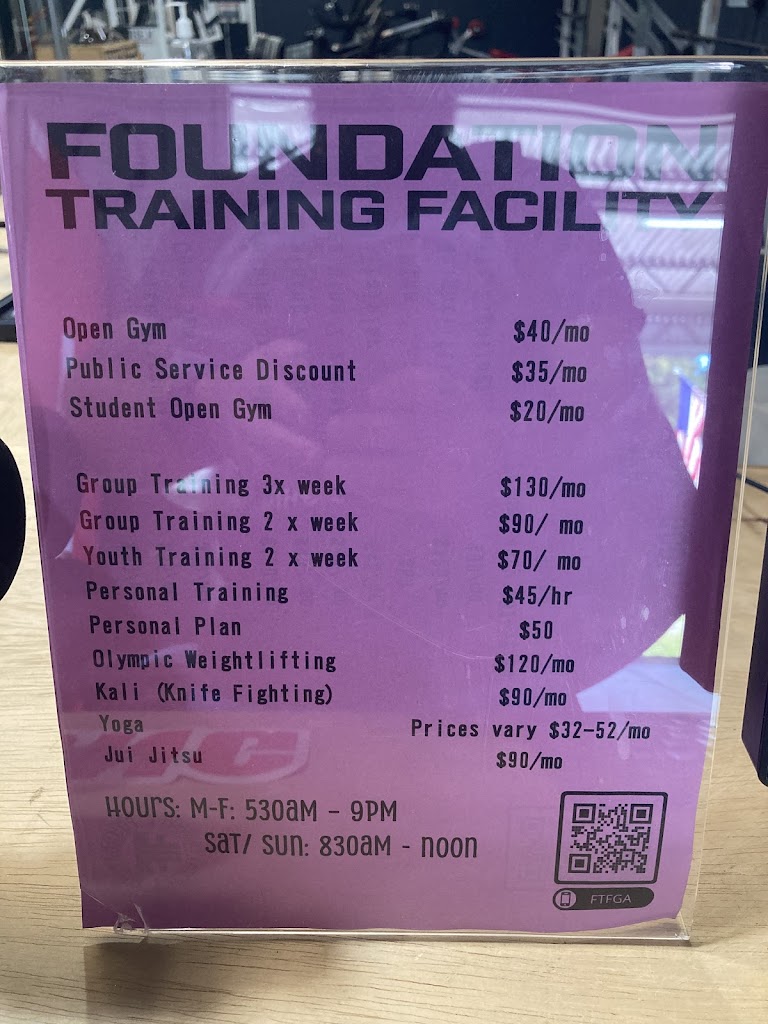 FOUNDATION
TRAINING FACILITY
Open Gym $40/mo
Public Service Discount $35/mo
Student Open Gym $20/mo
Group Training 3x week $130/mo
Group Training 2 x week $90/ mo
Youth Training 2 x week $70/ mo
Personal Training $45/hr
Personal Plan $50
Olympic Weightlifting $120/mo
Kali (Knife Fighting) $90/mo
Yoga Prices vary $32-52/mo
Jui Jitsu $90/mo
Hours: M-F: 530am - 9PM
Sat/ Sun: 830am - noon
FTFGA